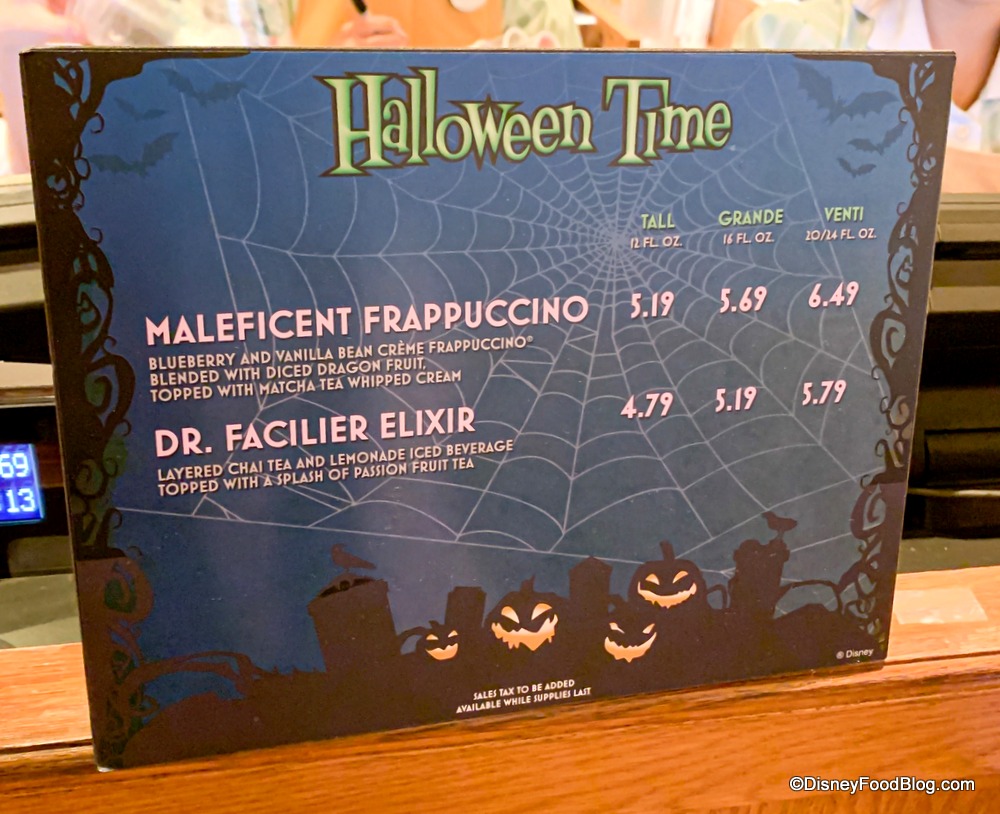 Halloween Time
TALL GRANDE VENTI
12 FL. OZ. 16 FL. OZ. 20/24 FL. OZ.
MALEFICENT FRAPPUCCINO 5.19 5.69 6.49
BLUEBERRY AND VANILLA BEAN CRÈME FRAPPUCCINO®
BLENDED WITH DICED DRAGON FRUIT,
TOPPED WITH MATCHA TEA WHIPPED CREAM
DR. FACILIER ELIXIR 4.79 5.19 5.79
LAYERED CHAI TEA AND LEMONADE ICED BEVERAGE
TOPPED WITH A SPLASH OF PASSION FRUIT TEA
69
13
© Disney
SALES TAX TO BE ADDED
AVAILABLE WHILE SUPPLIES LAST
©DisneyFoodBlog.com